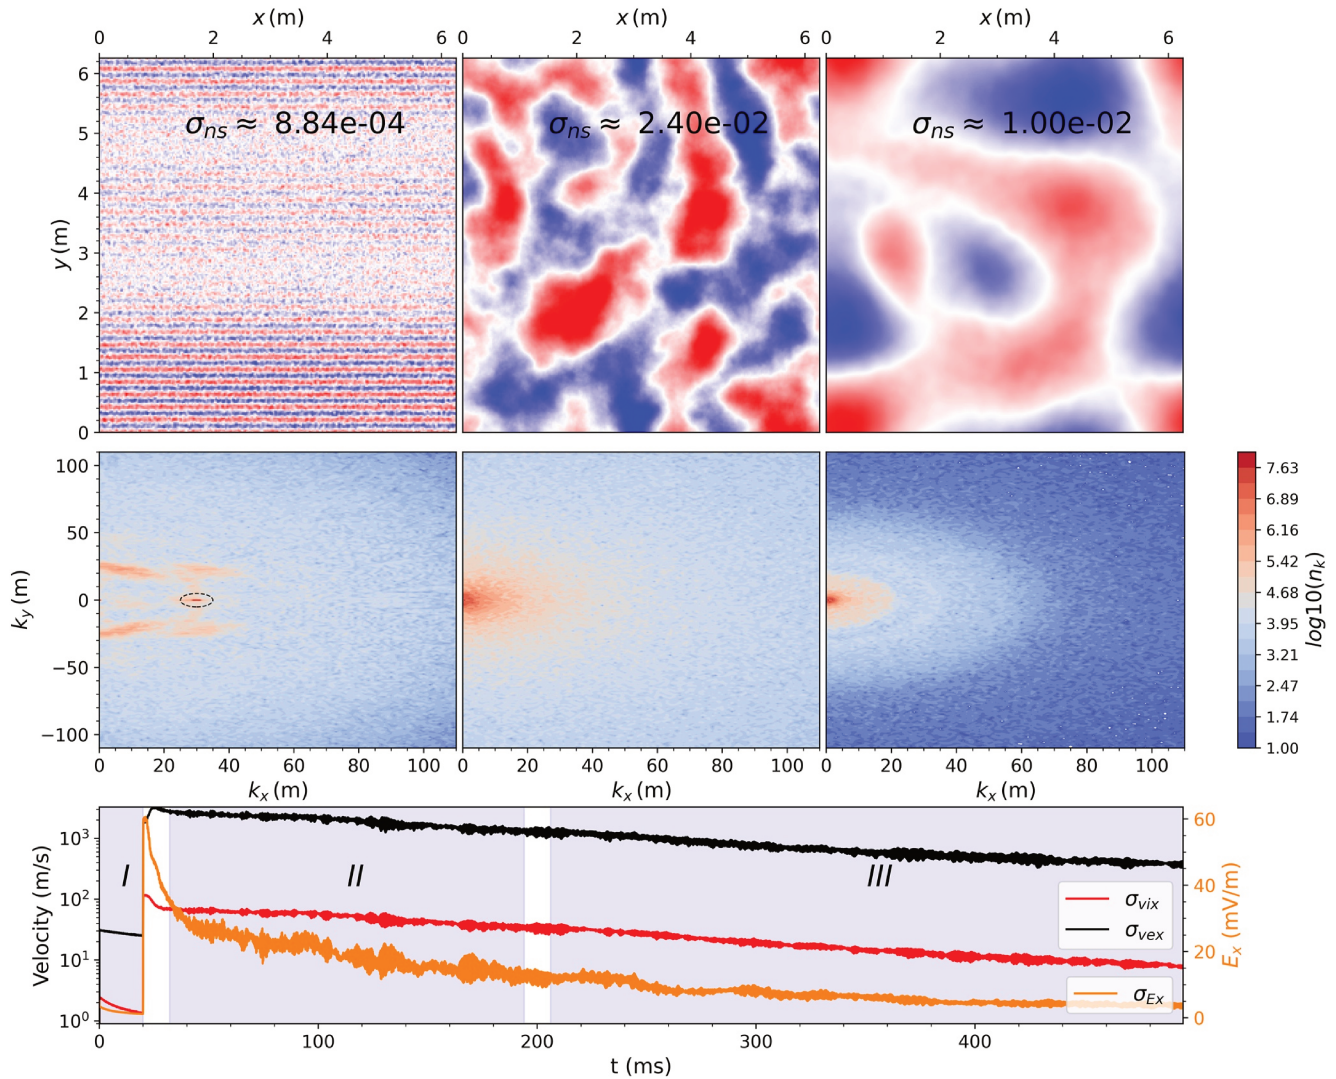 x (m) x (m) x (m)
0 2 4 6 0 2 4 6 0 2 4 6
σns ≈ 8.84e-04 σns ≈ 2.40e-02 σns ≈ 1.00e-02
y (m)
6
5
4
3
2
1
0
ky (m)
100
50
0
−50
−100
0 20 40 60 80 100 0 20 40 60 80 100 0 20 40 60 80 100
kx (m) kx (m) kx (m)
7.63
6.89
6.16
5.42
4.68
3.95
3.21
2.47
1.74
1.00
log10(nk)
Velocity (m/s)
10³
10²
10¹
10⁰
I II III
σvix
σvex
σEx
60
40
20
0
Ex (mV/m)
0 100 200 300 400
t (ms)